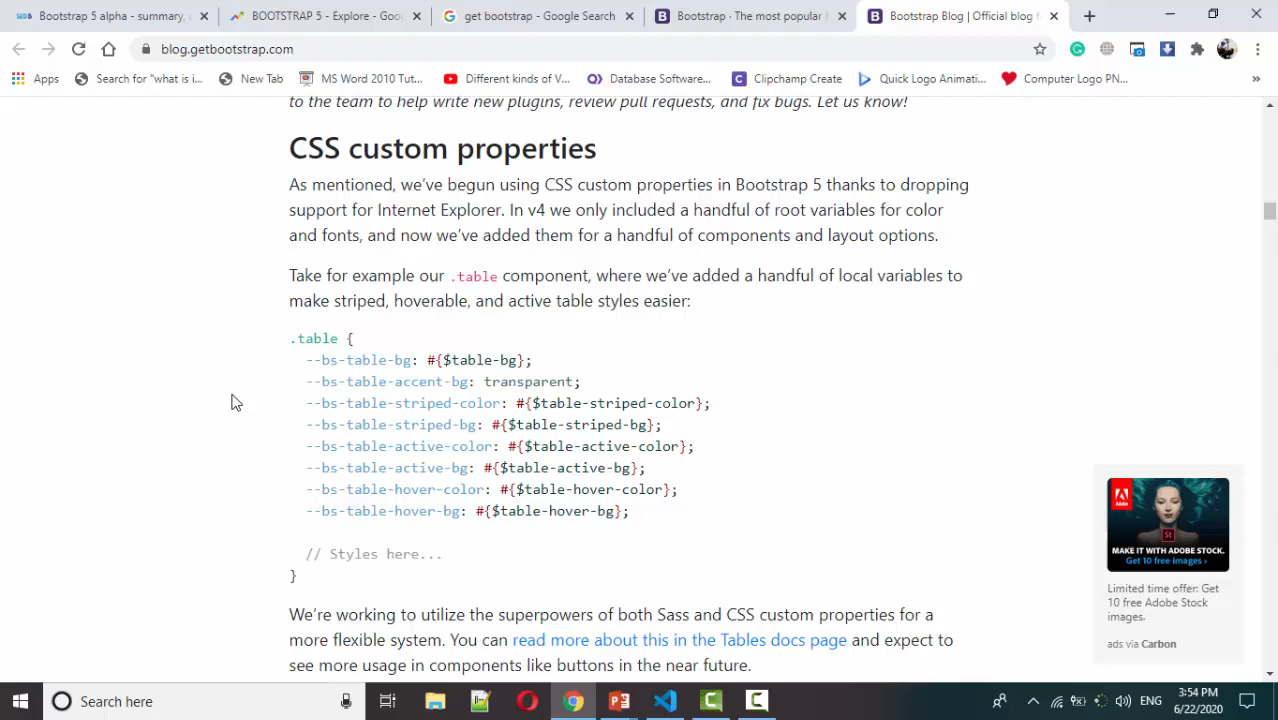 Bootstrap 5 alpha - summary,
BOOTSTRAP 5 - Explore - Goo
get bootstrap - Google Search
Bootstrap · The most popular
Bootstrap Blog | Official blog f
blog.getbootstrap.com
Apps
Search for "what is i...
New Tab
MS Word 2010 Tut...
Different kinds of V...
Database Software...
Clipchamp Create
Quick Logo Animati...
Computer Logo PN...
»
to the team to help write new plugins, review pull requests, and fix bugs. Let us know!
CSS custom properties
As mentioned, we've begun using CSS custom properties in Bootstrap 5 thanks to dropping
support for Internet Explorer. In v4 we only included a handful of root variables for color
and fonts, and now we've added them for a handful of components and layout options.
Take for example our .table component, where we've added a handful of local variables to
make striped, hoverable, and active table styles easier:
.table {
--bs-table-bg: #{$table-bg};
--bs-table-accent-bg: transparent;
--bs-table-striped-color: #{$table-striped-color};
--bs-table-striped-bg: #{$table-striped-bg};
--bs-table-active-color: #{$table-active-color};
--bs-table-active-bg: #{$table-active-bg};
--bs-table-hover-color: #{$table-hover-color};
--bs-table-hover-bg: #{$table-hover-bg};
// Styles here...
}
We're working to utilize the superpowers of both Sass and CSS custom properties for a
more flexible system. You can read more about this in the Tables docs page and expect to
see more usage in components like buttons in the near future.
St
MAKE IT WITH ADOBE STOCK.
Get 10 free images ›
Limited time offer: Get
10 free Adobe Stock
images.
ads via Carbon
Search here
ENG
3:54 PM
6/22/2020